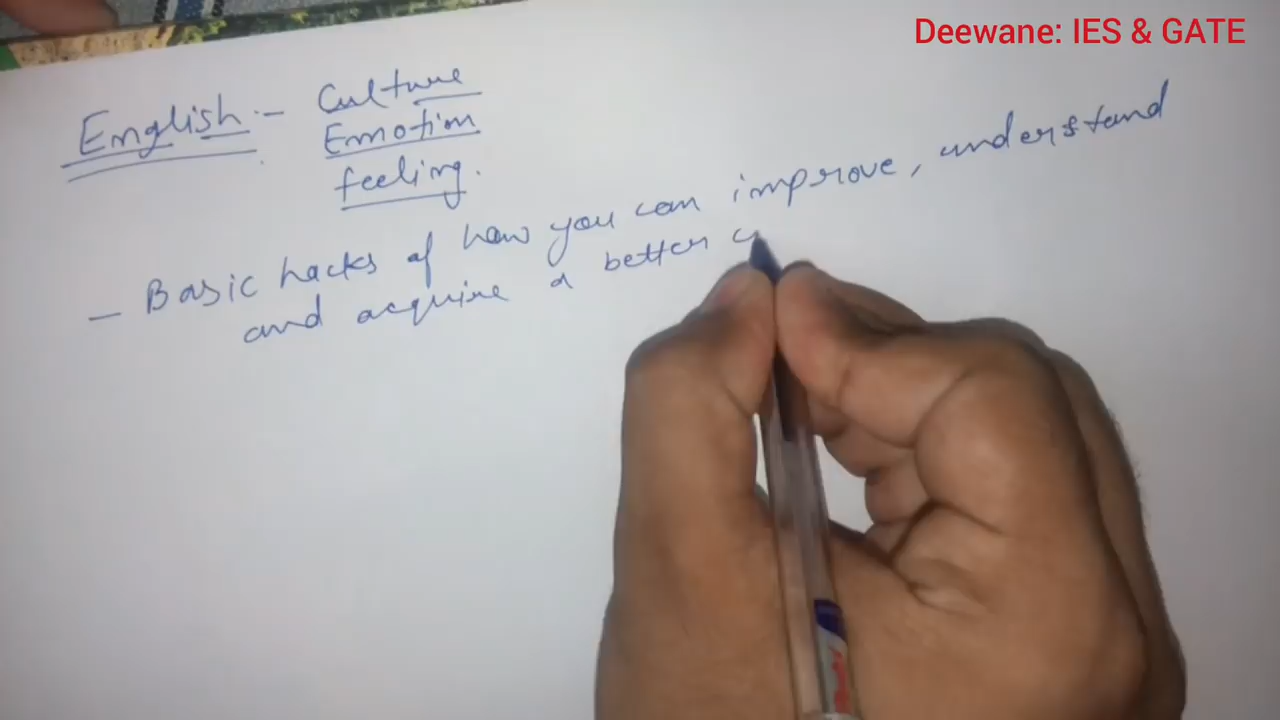 Deewane: IES & GATE
English :- Culture
Emotion
feeling.
- Basic hacks of how you can improve, understand
and acquire a better